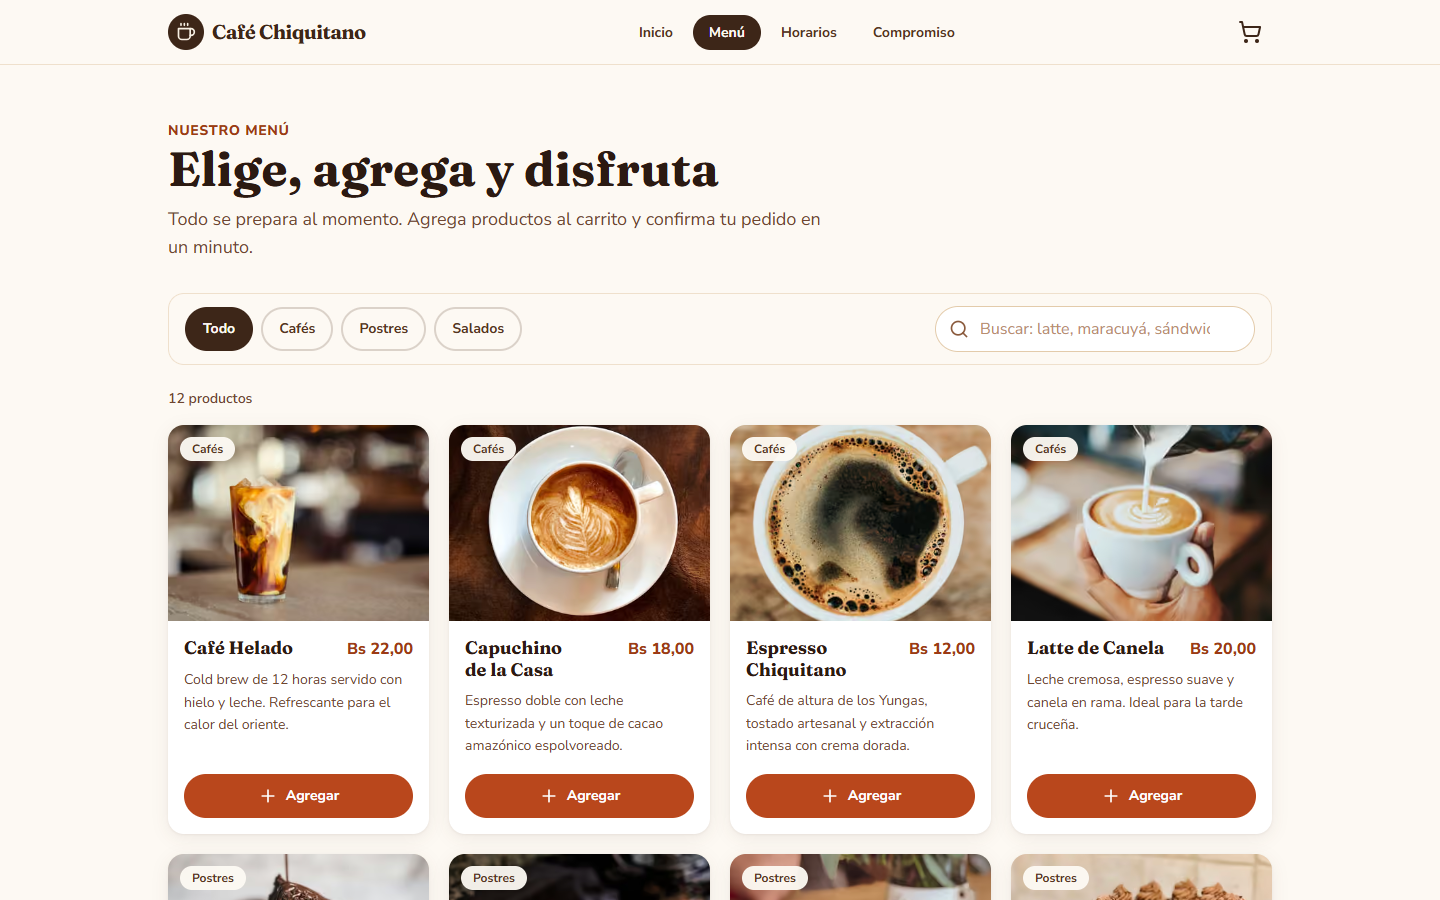 Café Chiquitano
Inicio
Menú
Horarios
Compromiso
NUESTRO MENÚ
Elige, agrega y disfruta
Todo se prepara al momento. Agrega productos al carrito y confirma tu pedido en
un minuto.
Todo
Cafés
Postres
Salados
Buscar: latte, maracuyá, sándwic
12 productos
Cafés
Café Helado
Bs 22,00
Cold brew de 12 horas servido con
hielo y leche. Refrescante para el
calor del oriente.
Agregar
Cafés
Capuchino
de la Casa
Bs 18,00
Espresso doble con leche
texturizada y un toque de cacao
amazónico espolvoreado.
Agregar
Cafés
Espresso
Chiquitano
Bs 12,00
Café de altura de los Yungas,
tostado artesanal y extracción
intensa con crema dorada.
Agregar
Cafés
Latte de Canela
Bs 20,00
Leche cremosa, espresso suave y
canela en rama. Ideal para la tarde
cruceña.
Agregar
Postres
Postres
Postres
Postres